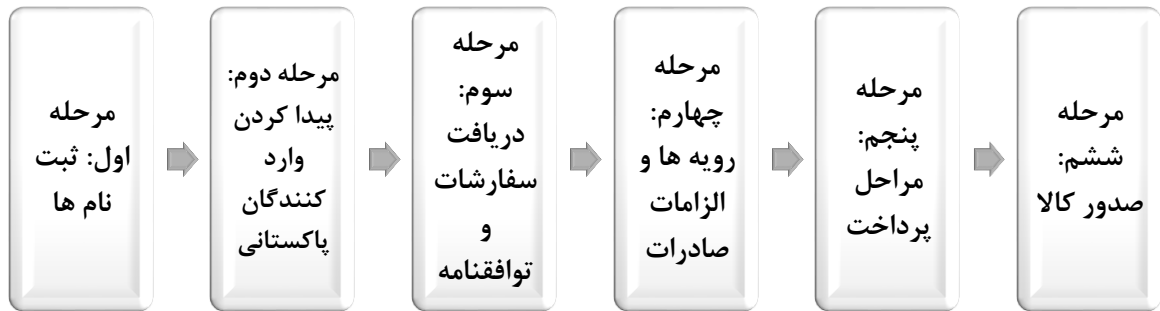 مرحله
اول: ثبت
نام ها
مرحله دوم:
پیدا کردن
وارد
کنندگان
پاکستانی
مرحله
سوم:
دریافت
سفارشات
و
توافقنامه
مرحله
چهارم:
رویه ها و
الزامات
صادرات
مرحله
پنجم:
مراحل
پرداخت
مرحله
ششم:
صدور کالا